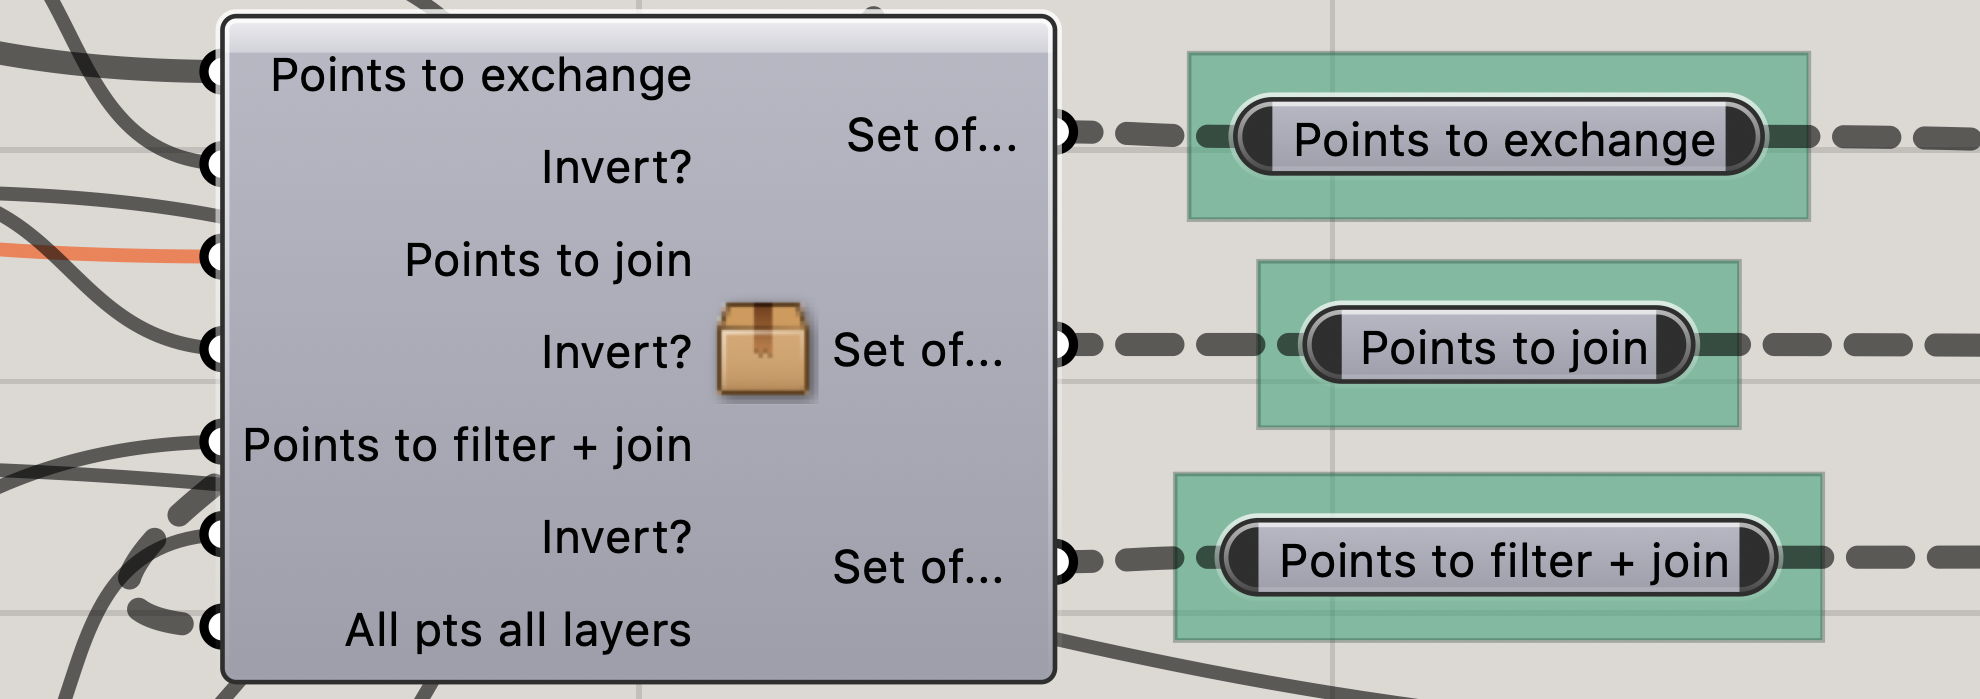 Points to exchange
Invert?
Points to join
Invert?
Points to filter + join
Invert?
All pts all layers
Set of...
Set of...
Set of...
Points to exchange
Points to join
Points to filter + join